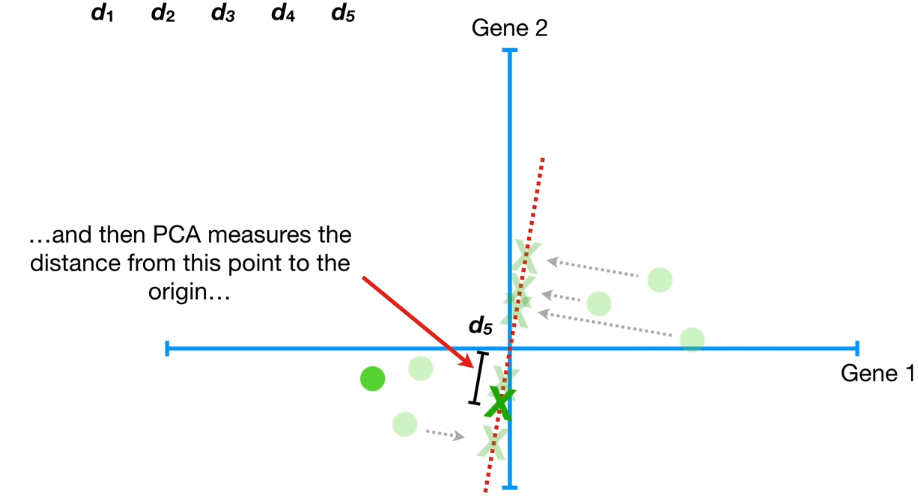 d1 d2 d3 d4 d5
Gene 2
…and then PCA measures the
distance from this point to the
origin…
d5
Gene 1
X
X
X
X
X
X